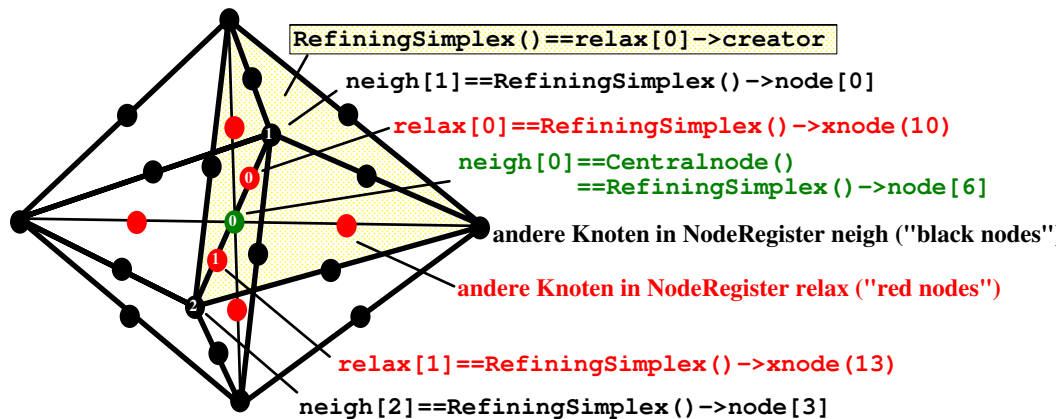 RefiningSimplex()==relax[0]->creator
neigh[1]==RefiningSimplex()->node[0]
1
relax[0]==RefiningSimplex()->xnode(10)
0
neigh[0]==Centralnode()
==RefiningSimplex()->node[6]
0
andere Knoten in NodeRegister neigh ("black nodes")
1
andere Knoten in NodeRegister relax ("red nodes")
2
relax[1]==RefiningSimplex()->xnode(13)
neigh[2]==RefiningSimplex()->node[3]